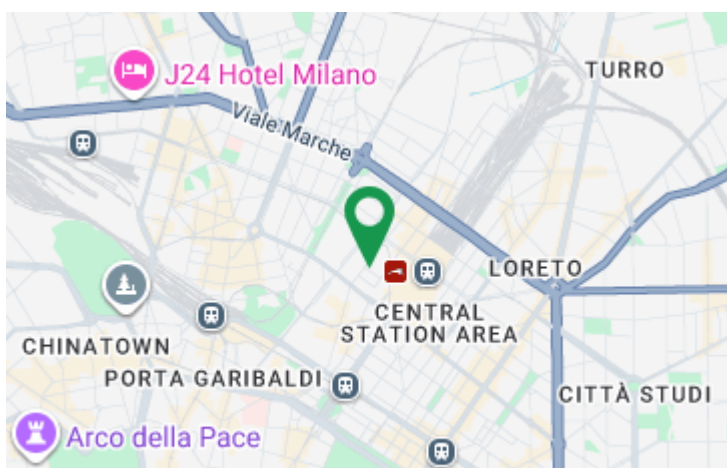 TURRO
J24 Hotel Milano
Viale Marche
LORETO
CENTRAL
STATION AREA
CHINATOWN
PORTA GARIBALDI
CITTÀ STUDI
Arco della Pace